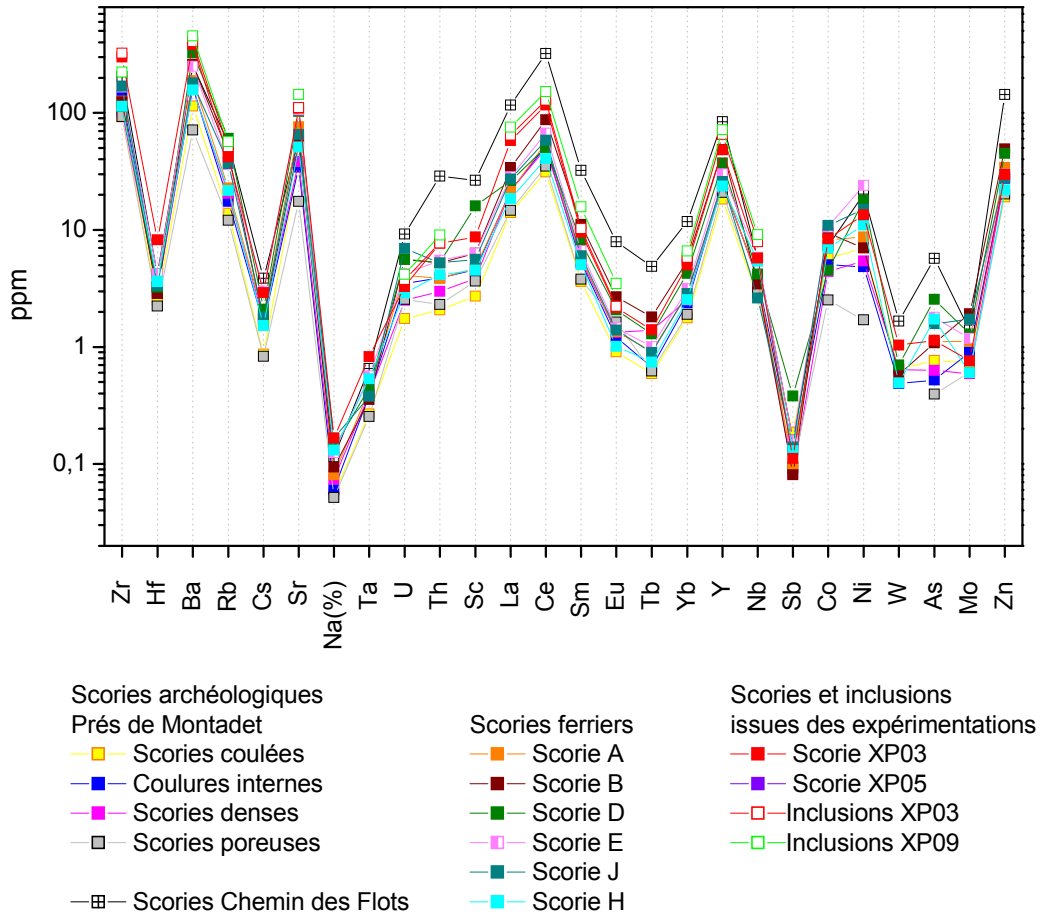 ppm
100
10
1
0,1
Zr Hf Ba Rb Cs Sr Na(%) Ta U Th Sc La Ce Sm Eu Tb Yb Y Nb Sb Co Ni W As Mo Zn
Scories archéologiques
Prés de Montadet
Scories coulées
Coulures internes
Scories denses
Scories poreuses
Scories Chemin des Flots
Scories ferriers
Scorie A
Scorie B
Scorie D
Scorie E
Scorie J
Scorie H
Scories et inclusions
issues des expérimentations
Scorie XP03
Scorie XP05
Inclusions XP03
Inclusions XP09